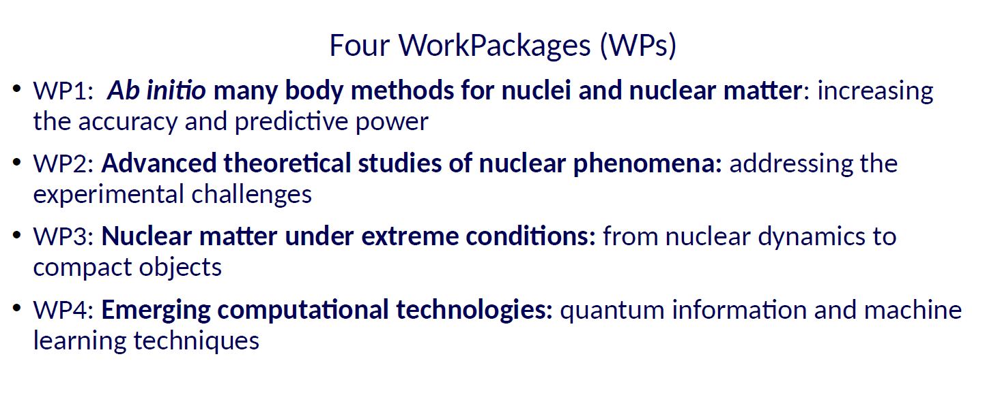 Four WorkPackages (WPs)
• WP1: Ab initio many body methods for nuclei and nuclear matter: increasing
the accuracy and predictive power
• WP2: Advanced theoretical studies of nuclear phenomena: addressing the
experimental challenges
• WP3: Nuclear matter under extreme conditions: from nuclear dynamics to
compact objects
• WP4: Emerging computational technologies: quantum information and machine
learning techniques